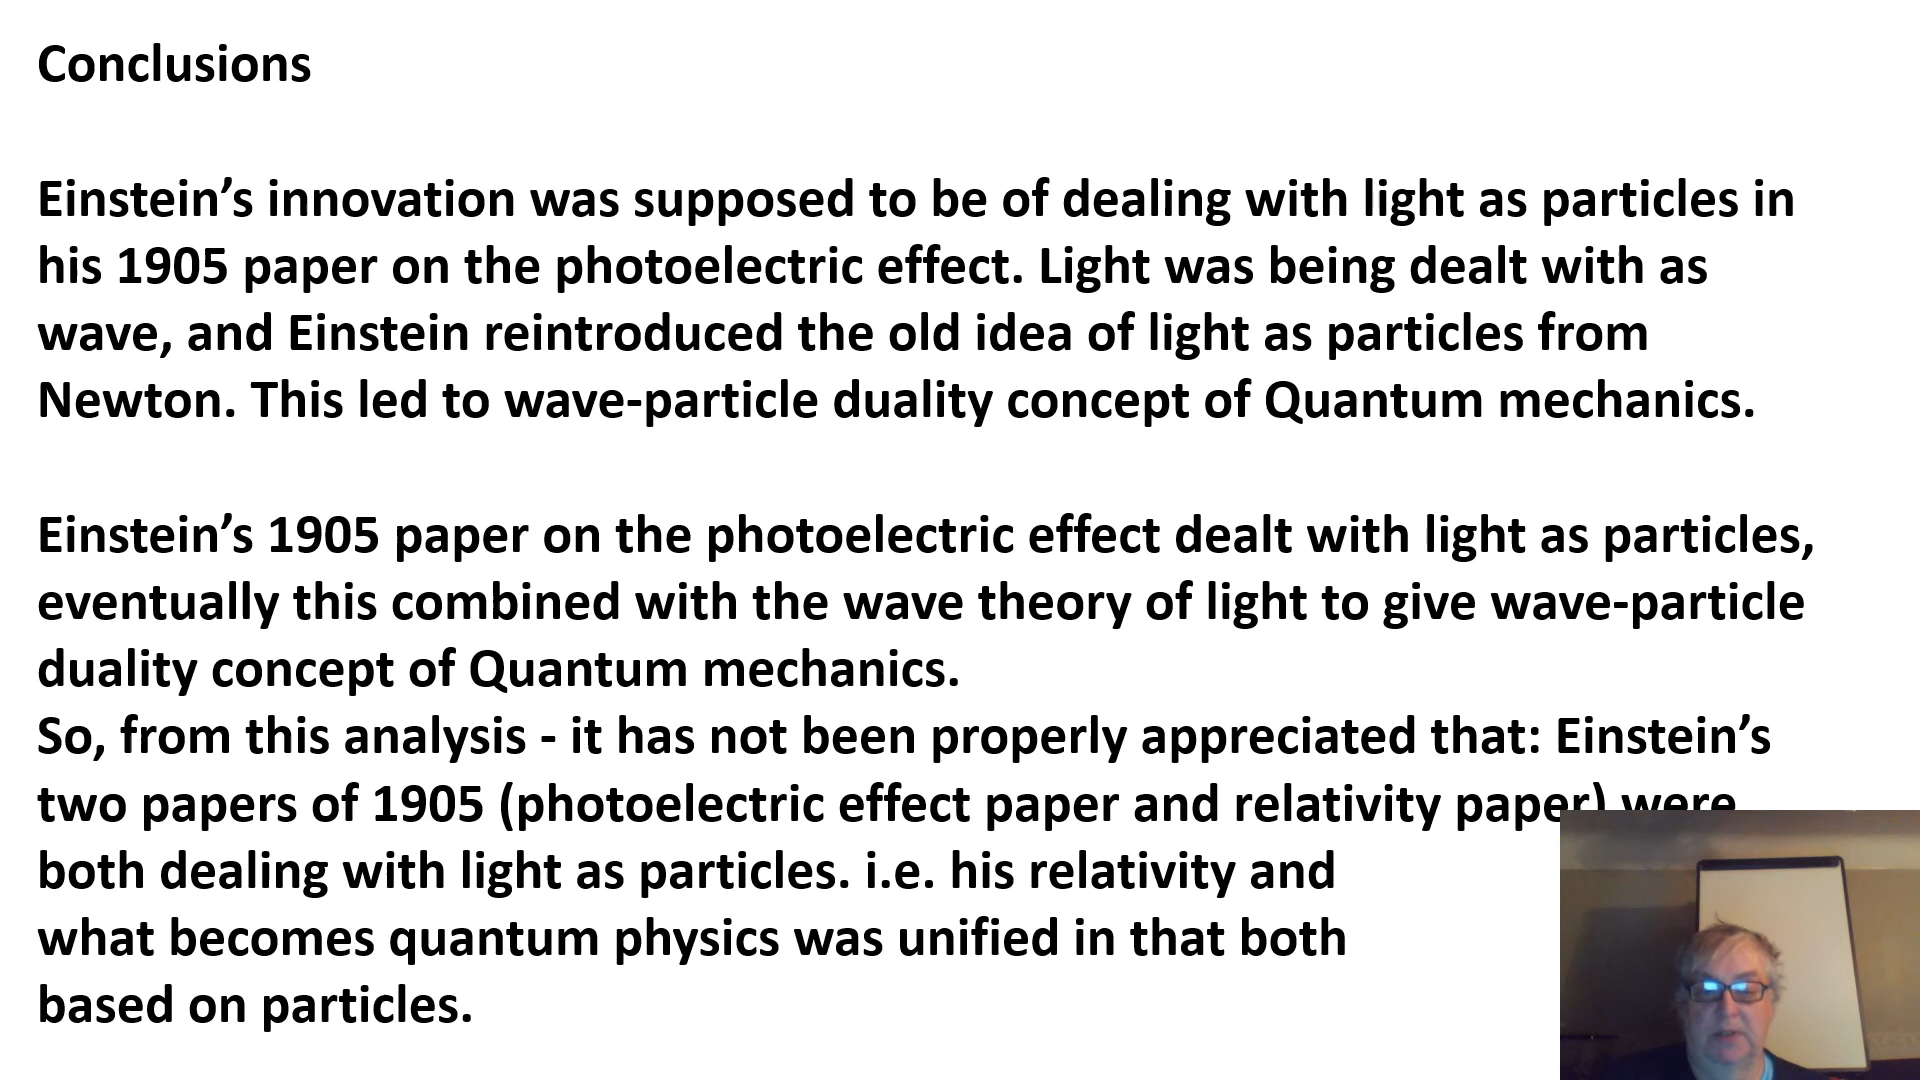 Conclusions
Einstein’s innovation was supposed to be of dealing with light as particles in
his 1905 paper on the photoelectric effect. Light was being dealt with as
wave, and Einstein reintroduced the old idea of light as particles from
Newton. This led to wave-particle duality concept of Quantum mechanics.
Einstein’s 1905 paper on the photoelectric effect dealt with light as particles,
eventually this combined with the wave theory of light to give wave-particle
duality concept of Quantum mechanics.
So, from this analysis - it has not been properly appreciated that: Einstein’s
two papers of 1905 (photoelectric effect paper and relativity paper) were
both dealing with light as particles. i.e. his relativity and
what becomes quantum physics was unified in that both
based on particles.